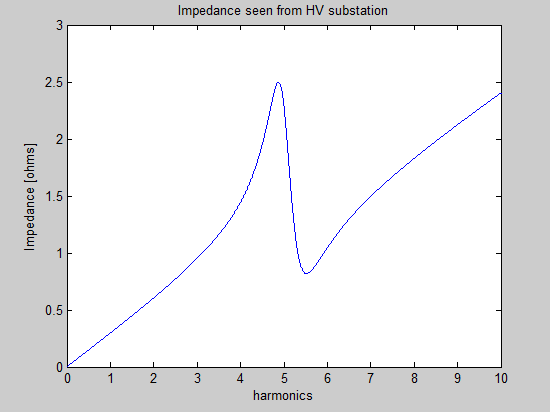 Impedance seen from HV substation
3
2.5
2
1.5
1
0.5
0
0 1 2 3 4 5 6 7 8 9 10
Impedance [ohms]
harmonics